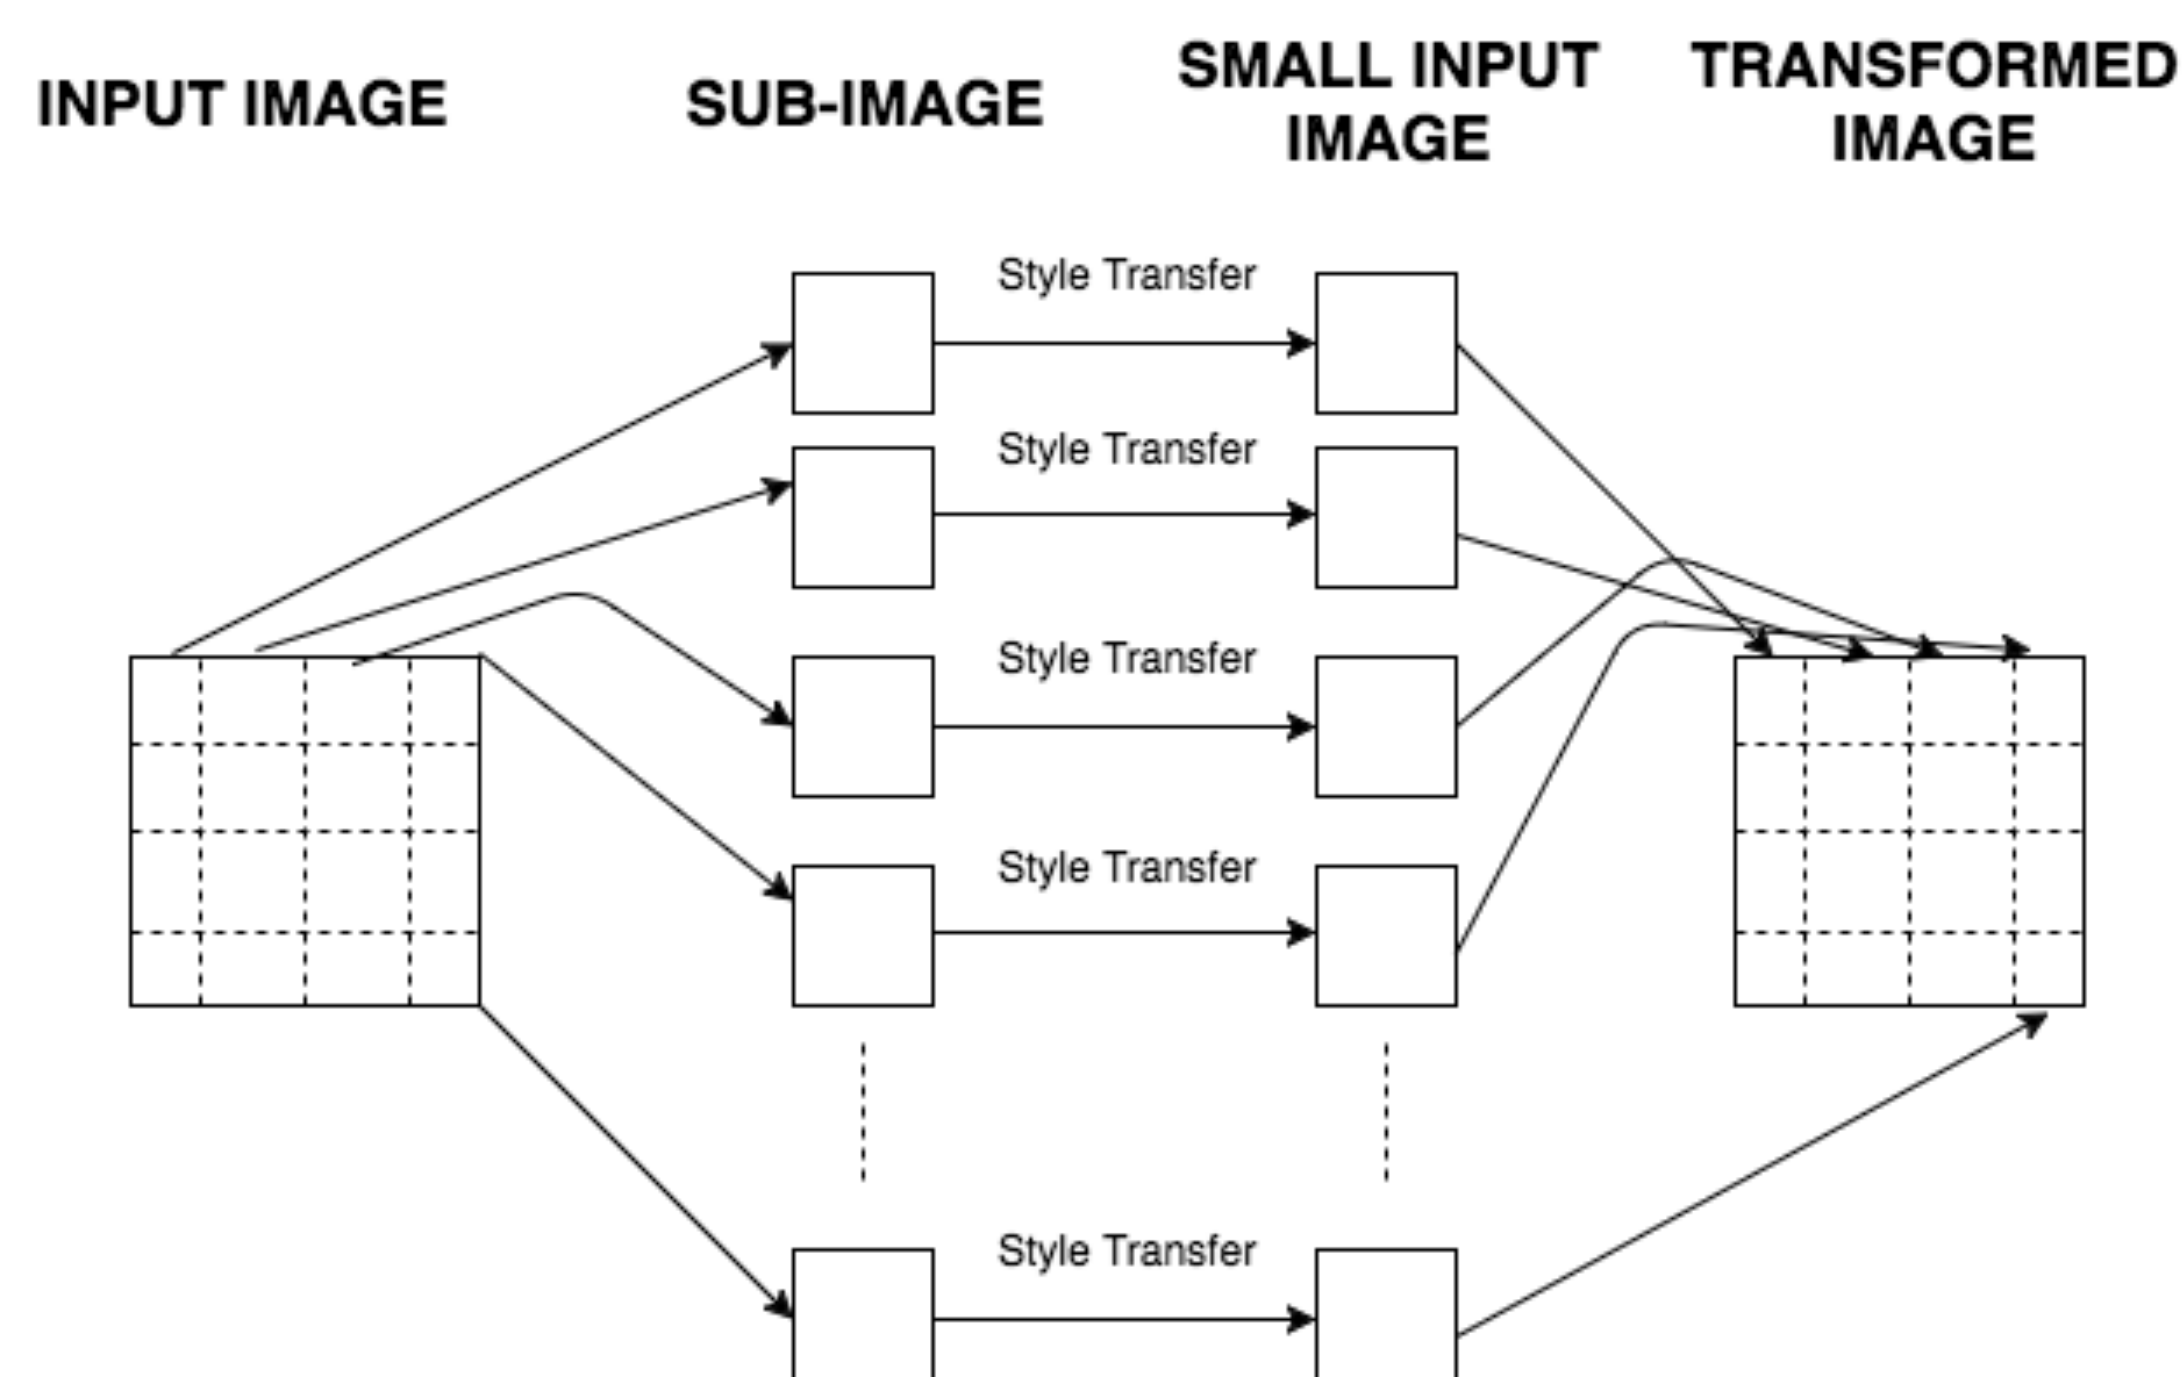 INPUT IMAGE
SUB-IMAGE
SMALL INPUT
IMAGE
TRANSFORMED
IMAGE
Style Transfer
Style Transfer
Style Transfer
Style Transfer
Style Transfer